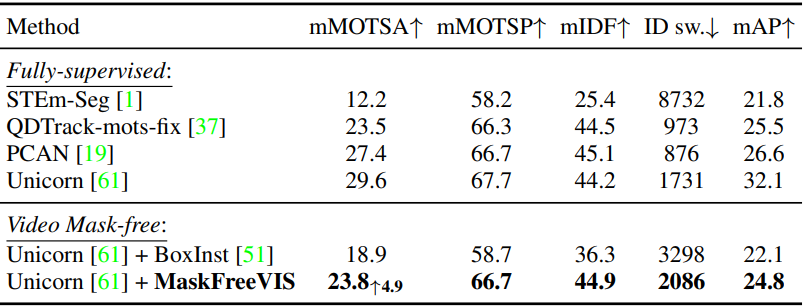 Method mMOTSA↑ mMOTSP↑ mIDF↑ ID sw.↓ mAP↑
Fully-supervised:
STEm-Seg [1] 12.2 58.2 25.4 8732 21.8
QDTrack-mots-fix [37] 23.5 66.3 44.5 973 25.5
PCAN [19] 27.4 66.7 45.1 876 26.6
Unicorn [61] 29.6 67.7 44.2 1731 32.1
Video Mask-free:
Unicorn [61] + BoxInst [51] 18.9 58.7 36.3 3298 22.1
Unicorn [61] + MaskFreeVIS 23.8↑4.9 66.7 44.9 2086 24.8